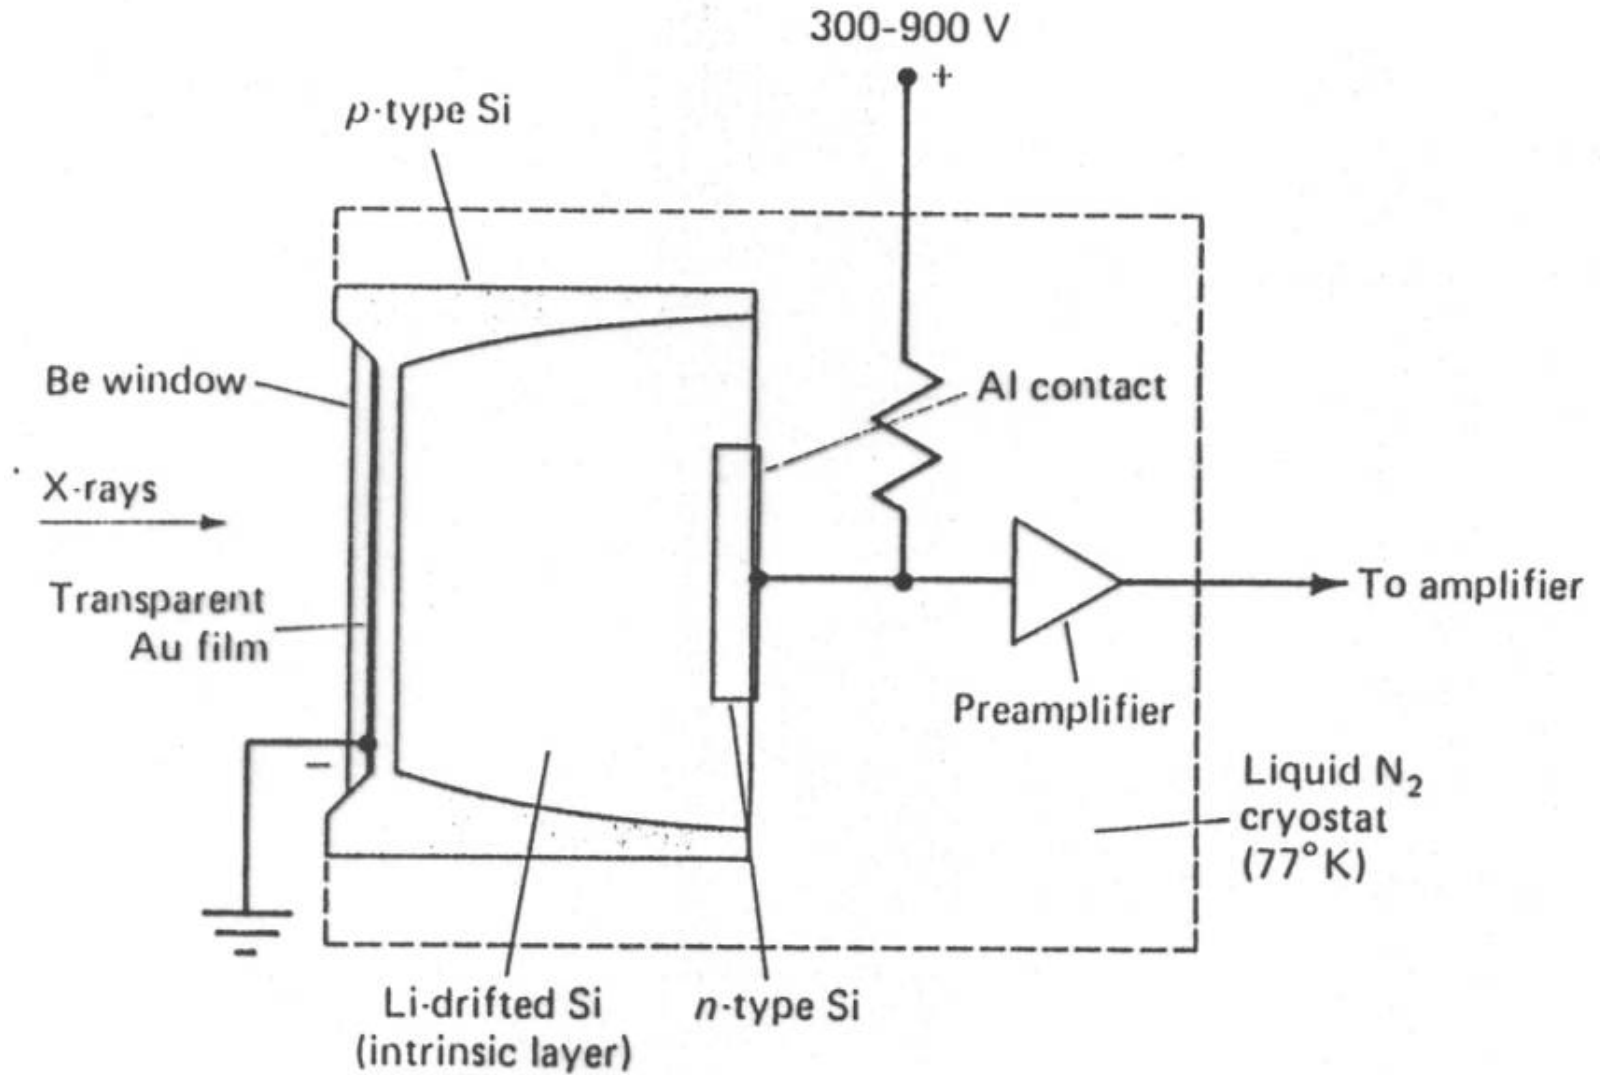 300-900 V
+
p-type Si
Be window
Al contact
X-rays
Transparent
Au film
To amplifier
Preamplifier
−
Liquid N₂
cryostat
(77°K)
Li-drifted Si
(intrinsic layer)
n-type Si